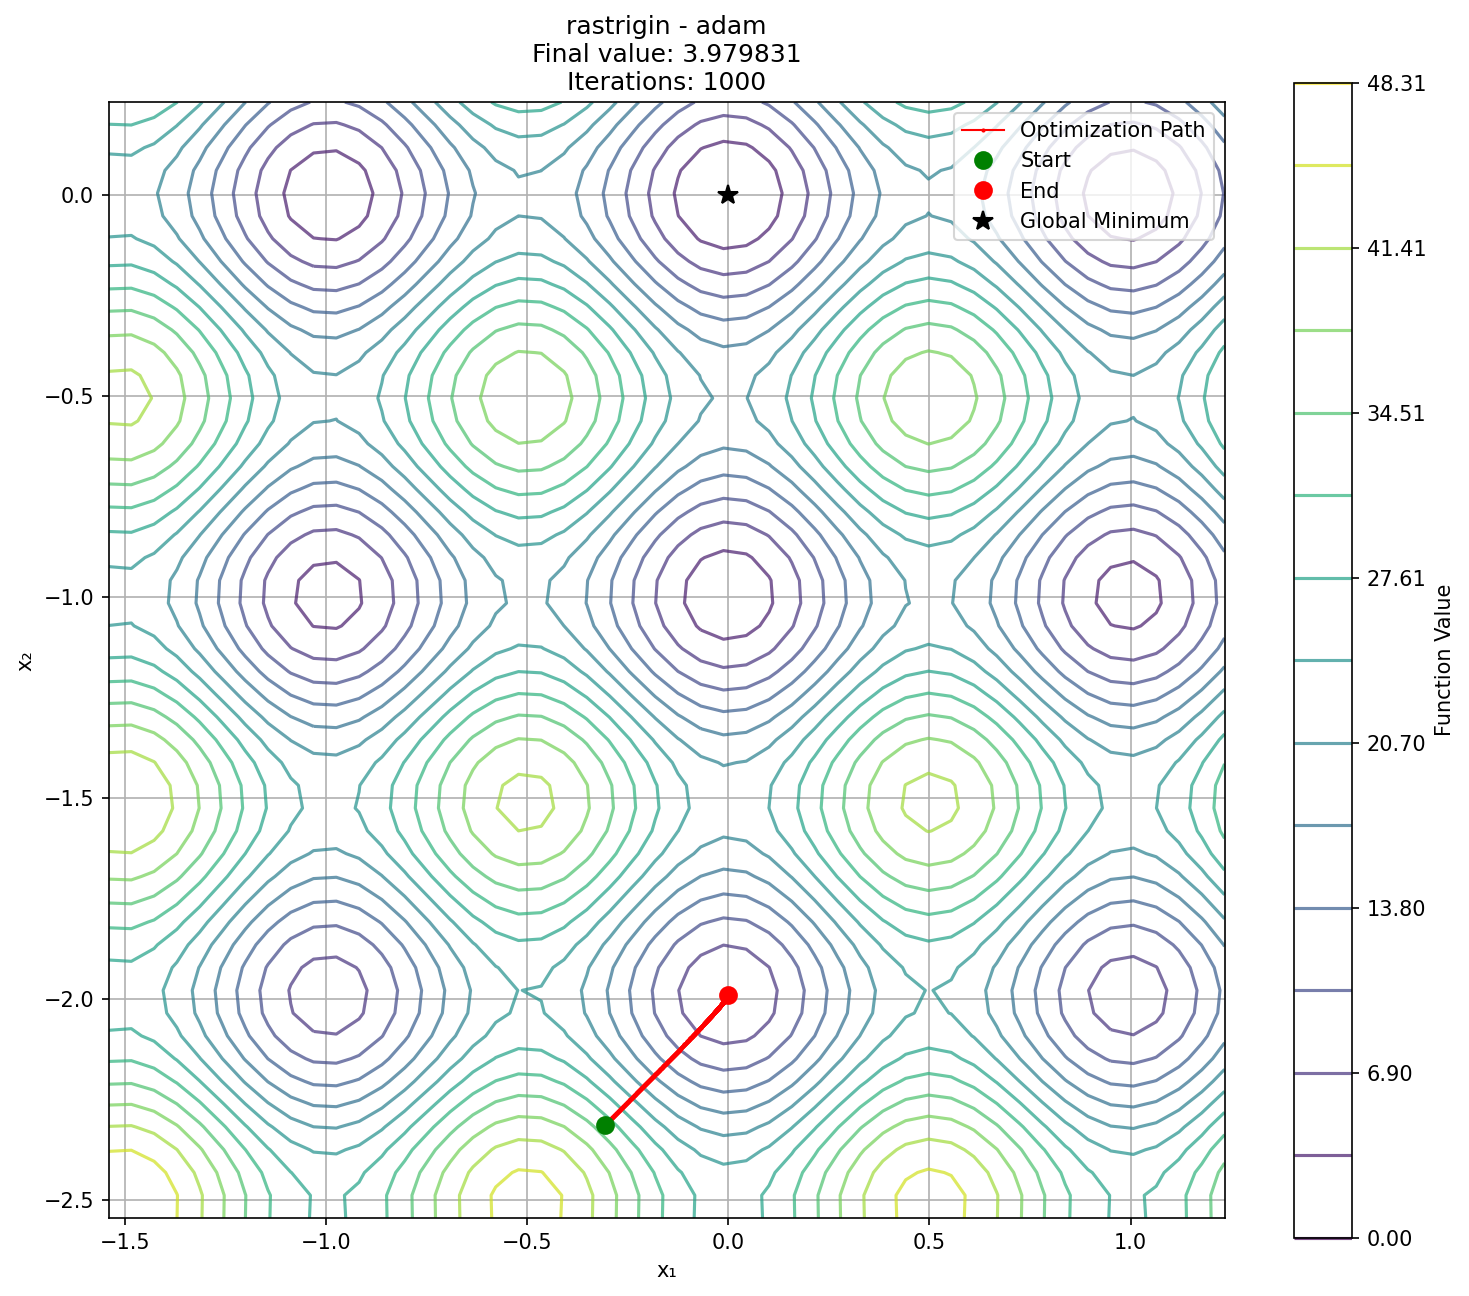 rastrigin - adam
Final value: 3.979831
Iterations: 1000
Optimization Path
Start
End
Global Minimum
0.0
−0.5
−1.0
−1.5
−2.0
−2.5
x₂
−1.5
−1.0
−0.5
0.0
0.5
1.0
x₁
48.31
41.41
34.51
27.61
20.70
13.80
6.90
0.00
Function Value